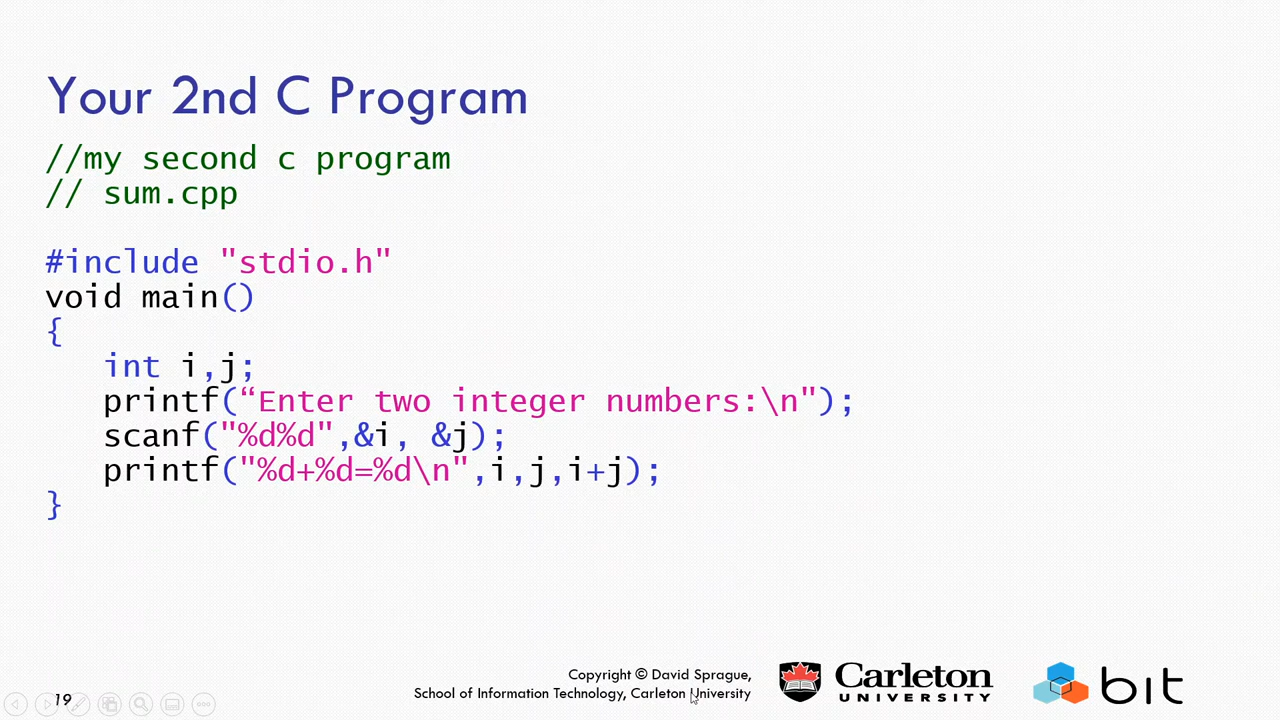 Your 2nd C Program
//my second c program
// sum.cpp
#include "stdio.h"
void main()
{
int i,j;
printf(“Enter two integer numbers:\n");
scanf("%d%d",&i, &j);
printf("%d+%d=%d\n",i,j,i+j);
}
Copyright © David Sprague,
School of Information Technology, Carleton University
Carleton
UNIVERSITY
bit
19